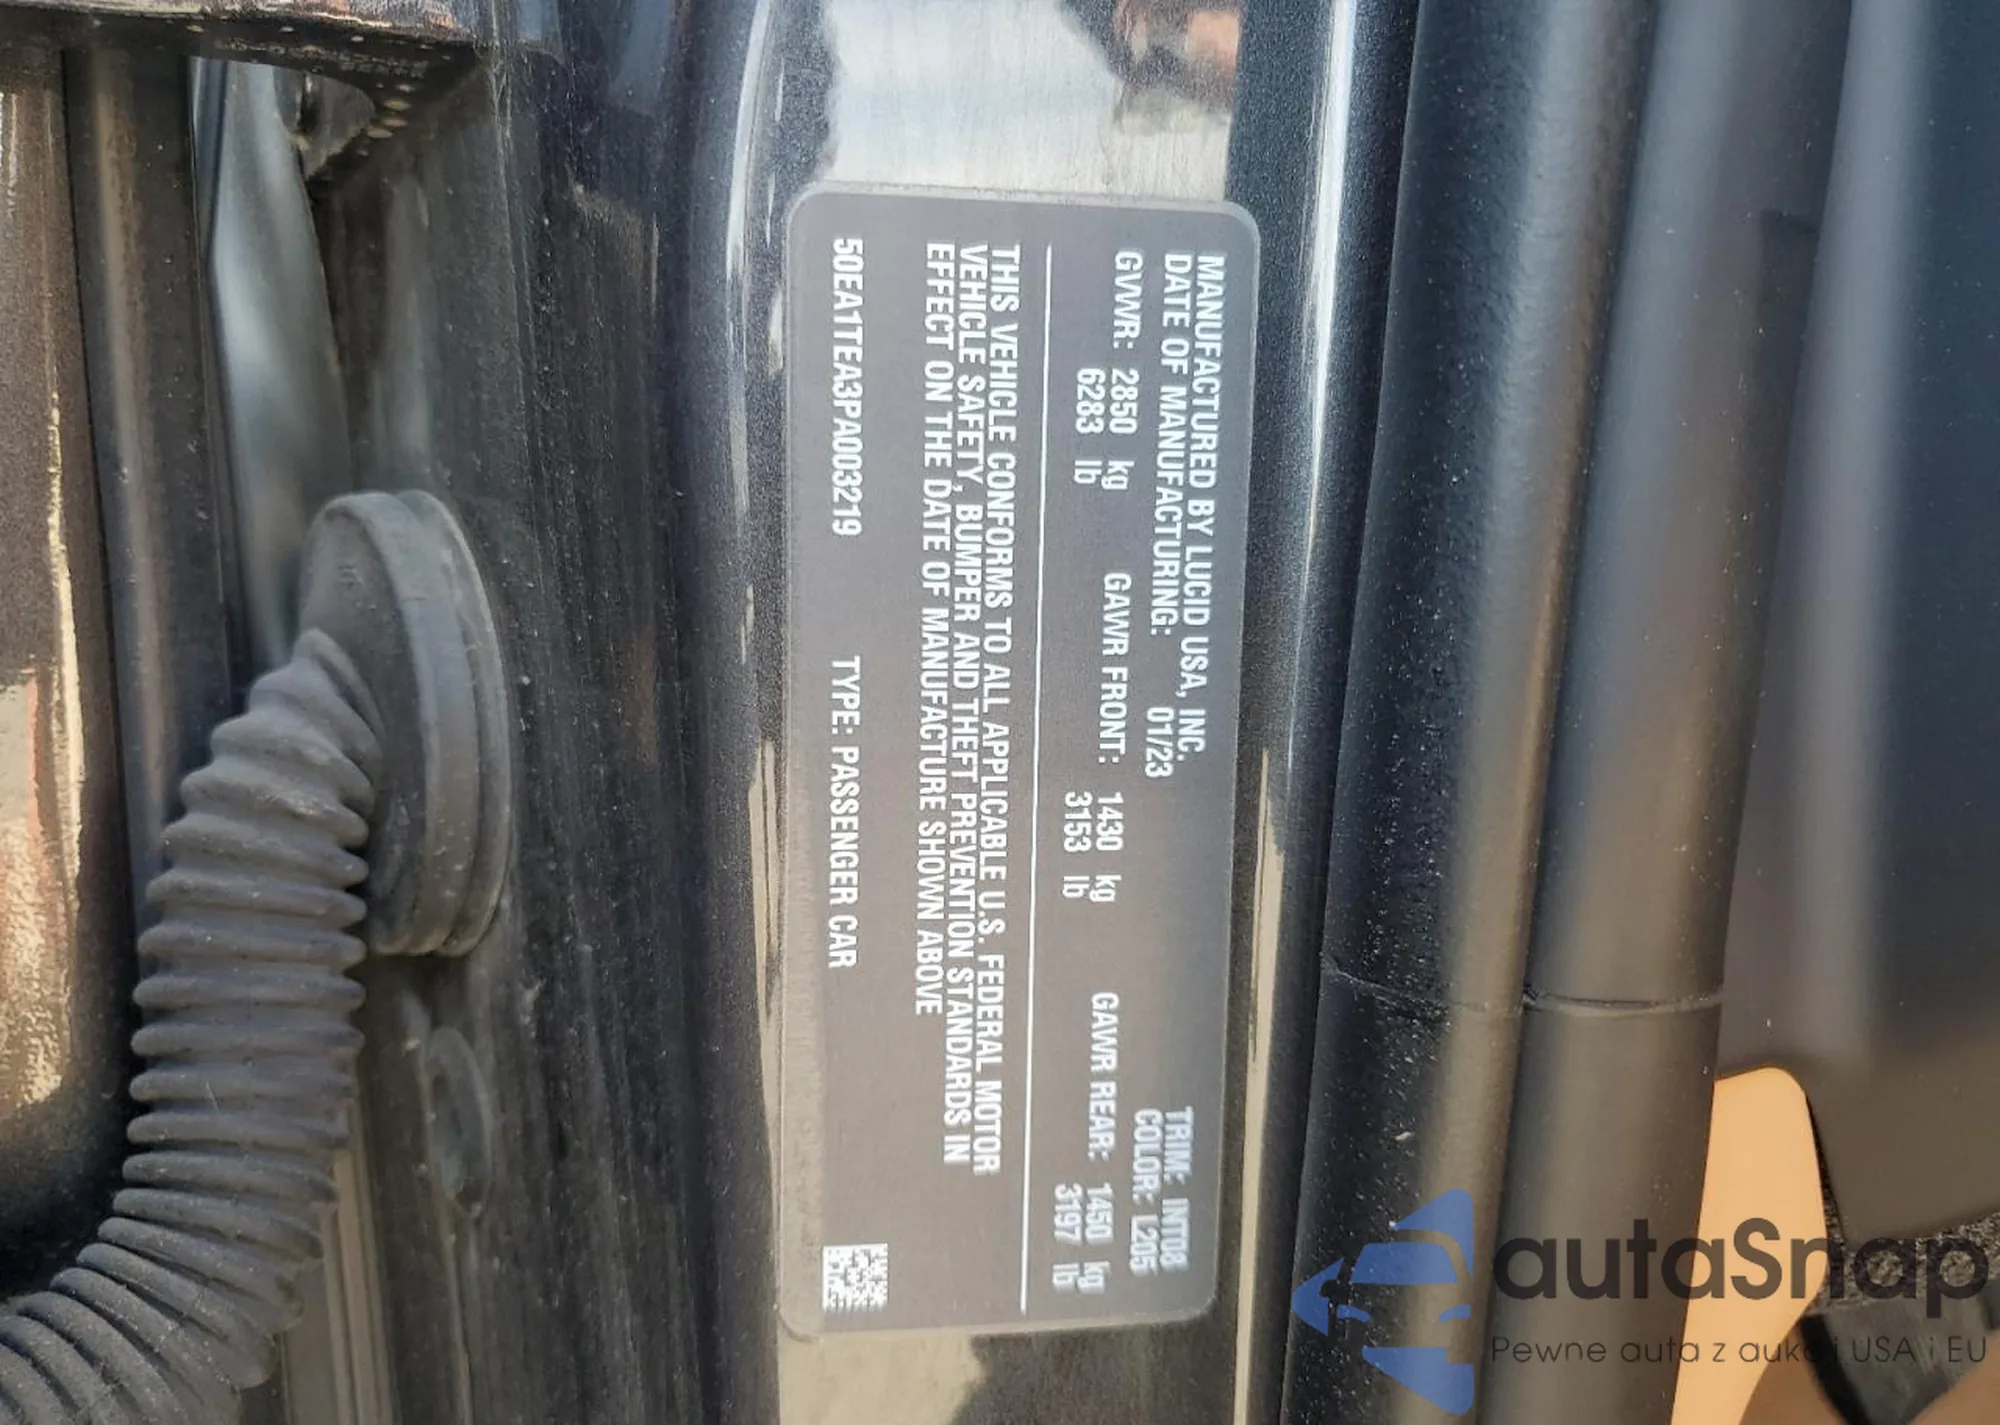 MANUFACTURED BY LUCID USA, INC.
DATE OF MANUFACTURING: 01/23
TRIM: INT08
COLOR: L205
GVWR: 2850 kg GAWR FRONT: 1430 kg GAWR REAR: 1450 kg
6283 lb 3153 lb 3197 lb
THIS VEHICLE CONFORMS TO ALL APPLICABLE U.S. FEDERAL MOTOR
VEHICLE SAFETY, BUMPER AND THEFT PREVENTION STANDARDS IN
EFFECT ON THE DATE OF MANUFACTURE SHOWN ABOVE
50EA1TEA3PA003219 TYPE: PASSENGER CAR
autaSnap
Pewne auta z aukcji USA i EU